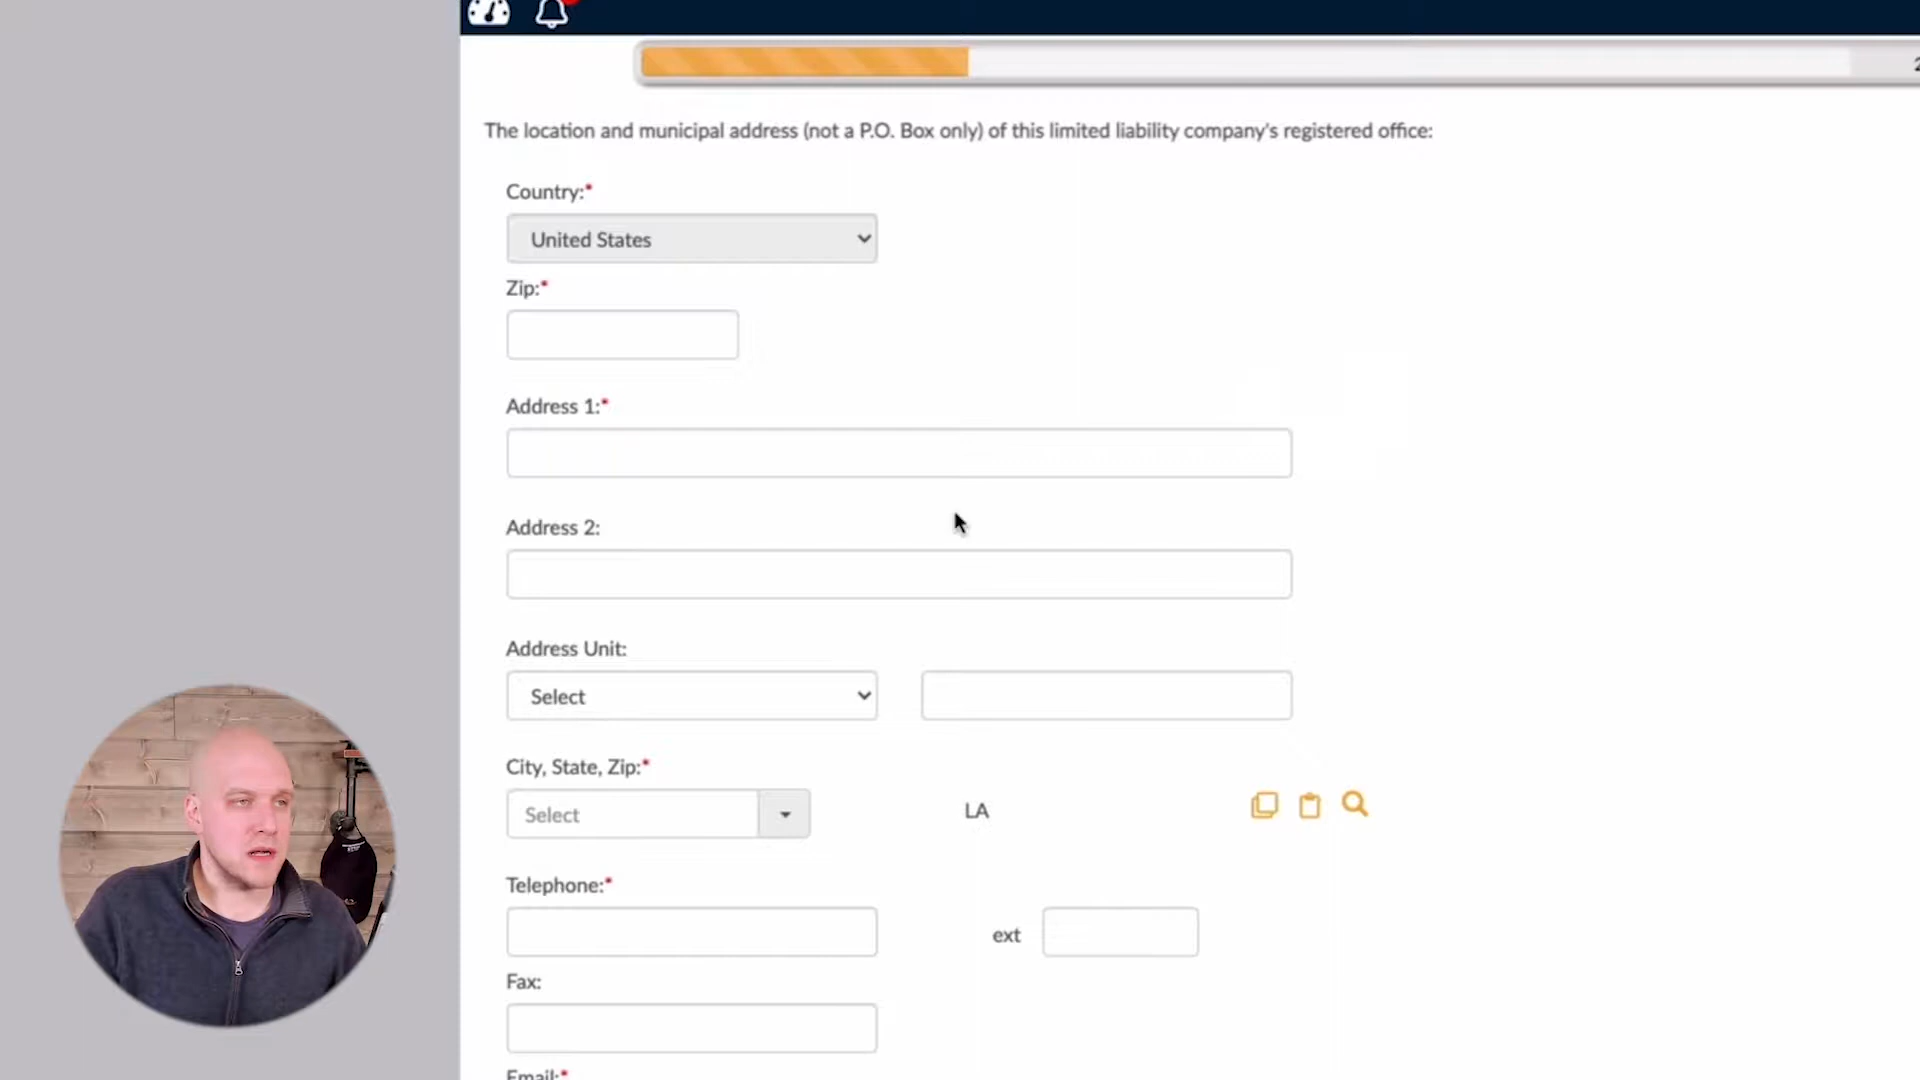 The location and municipal address (not a P.O. Box only) of this limited liability company's registered office:
Country:*
United States
Zip:*
Address 1:*
Address 2:
Address Unit:
Select
City, State, Zip:*
Select
LA
Telephone:*
ext
Fax:
Email:*